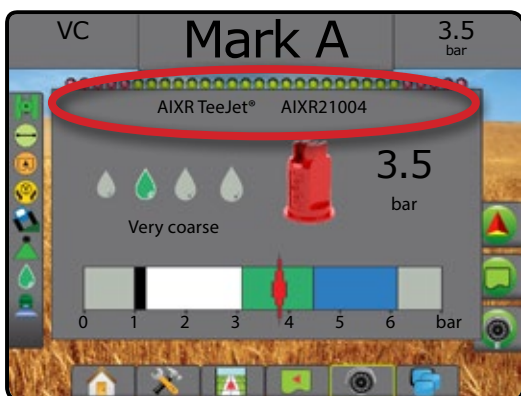 VC
Mark A
3.5
bar
AIXR TeeJet® AIXR21004
3.5
bar
Very coarse
0 1 2 3 4 5 6 bar